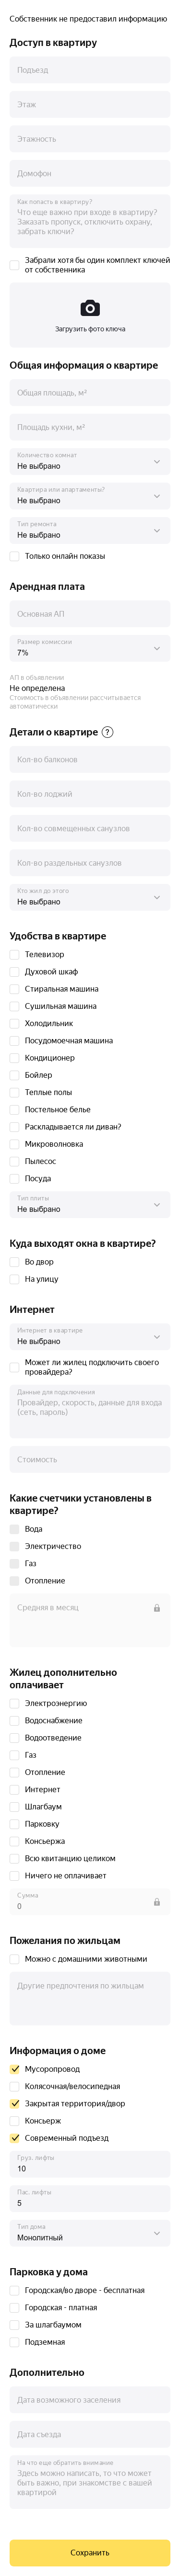 Собственник не предоставил информацию
Доступ в квартиру
Подъезд
Этаж
Этажность
Домофон
Как попасть в квартиру?
Что еще важно при входе в квартиру?
Заказать пропуск, отключить охрану,
забрать ключи?
Забрали хотя бы один комплект ключей
от собственника
Загрузить фото ключа
Общая информация о квартире
Общая площадь, м²
Площадь кухни, м²
Количество комнат
Не выбрано
Квартира или апартаменты?
Не выбрано
Тип ремонта
Не выбрано
Только онлайн показы
Арендная плата
Основная АП
Размер комиссии
7%
АП в объявлении
Не определена
Стоимость в объявлении рассчитывается
автоматически
Детали о квартире ?
Кол-во балконов
Кол-во лоджий
Кол-во совмещенных санузлов
Кол-во раздельных санузлов
Кто жил до этого
Не выбрано
Удобства в квартире
Телевизор
Духовой шкаф
Стиральная машина
Сушильная машина
Холодильник
Посудомоечная машина
Кондиционер
Бойлер
Теплые полы
Постельное белье
Раскладывается ли диван?
Микроволновка
Пылесос
Посуда
Тип плиты
Не выбрано
Куда выходят окна в квартире?
Во двор
На улицу
Интернет
Интернет в квартире
Не выбрано
Может ли жилец подключить своего
провайдера?
Данные для подключения
Провайдер, скорость, данные для входа
(сеть, пароль)
Стоимость
Какие счетчики установлены в
квартире?
Вода
Электричество
Газ
Отопление
Средняя в месяц
Жилец дополнительно
оплачивает
Электроэнергию
Водоснабжение
Водоотведение
Газ
Отопление
Интернет
Шлагбаум
Парковку
Консьержа
Всю квитанцию целиком
Ничего не оплачивает
Сумма
0
Пожелания по жильцам
Можно с домашними животными
Другие предпочтения по жильцам
Информация о доме
Мусоропровод
Колясочная/велосипедная
Закрытая территория/двор
Консьерж
Современный подъезд
Груз. лифты
10
Пас. лифты
5
Тип дома
Монолитный
Парковка у дома
Городская/во дворе - бесплатная
Городская - платная
За шлагбаумом
Подземная
Дополнительно
Дата возможного заселения
Дата съезда
На что еще обратить внимание
Здесь можно написать, то что может
быть важно, при знакомстве с вашей
квартирой
Сохранить